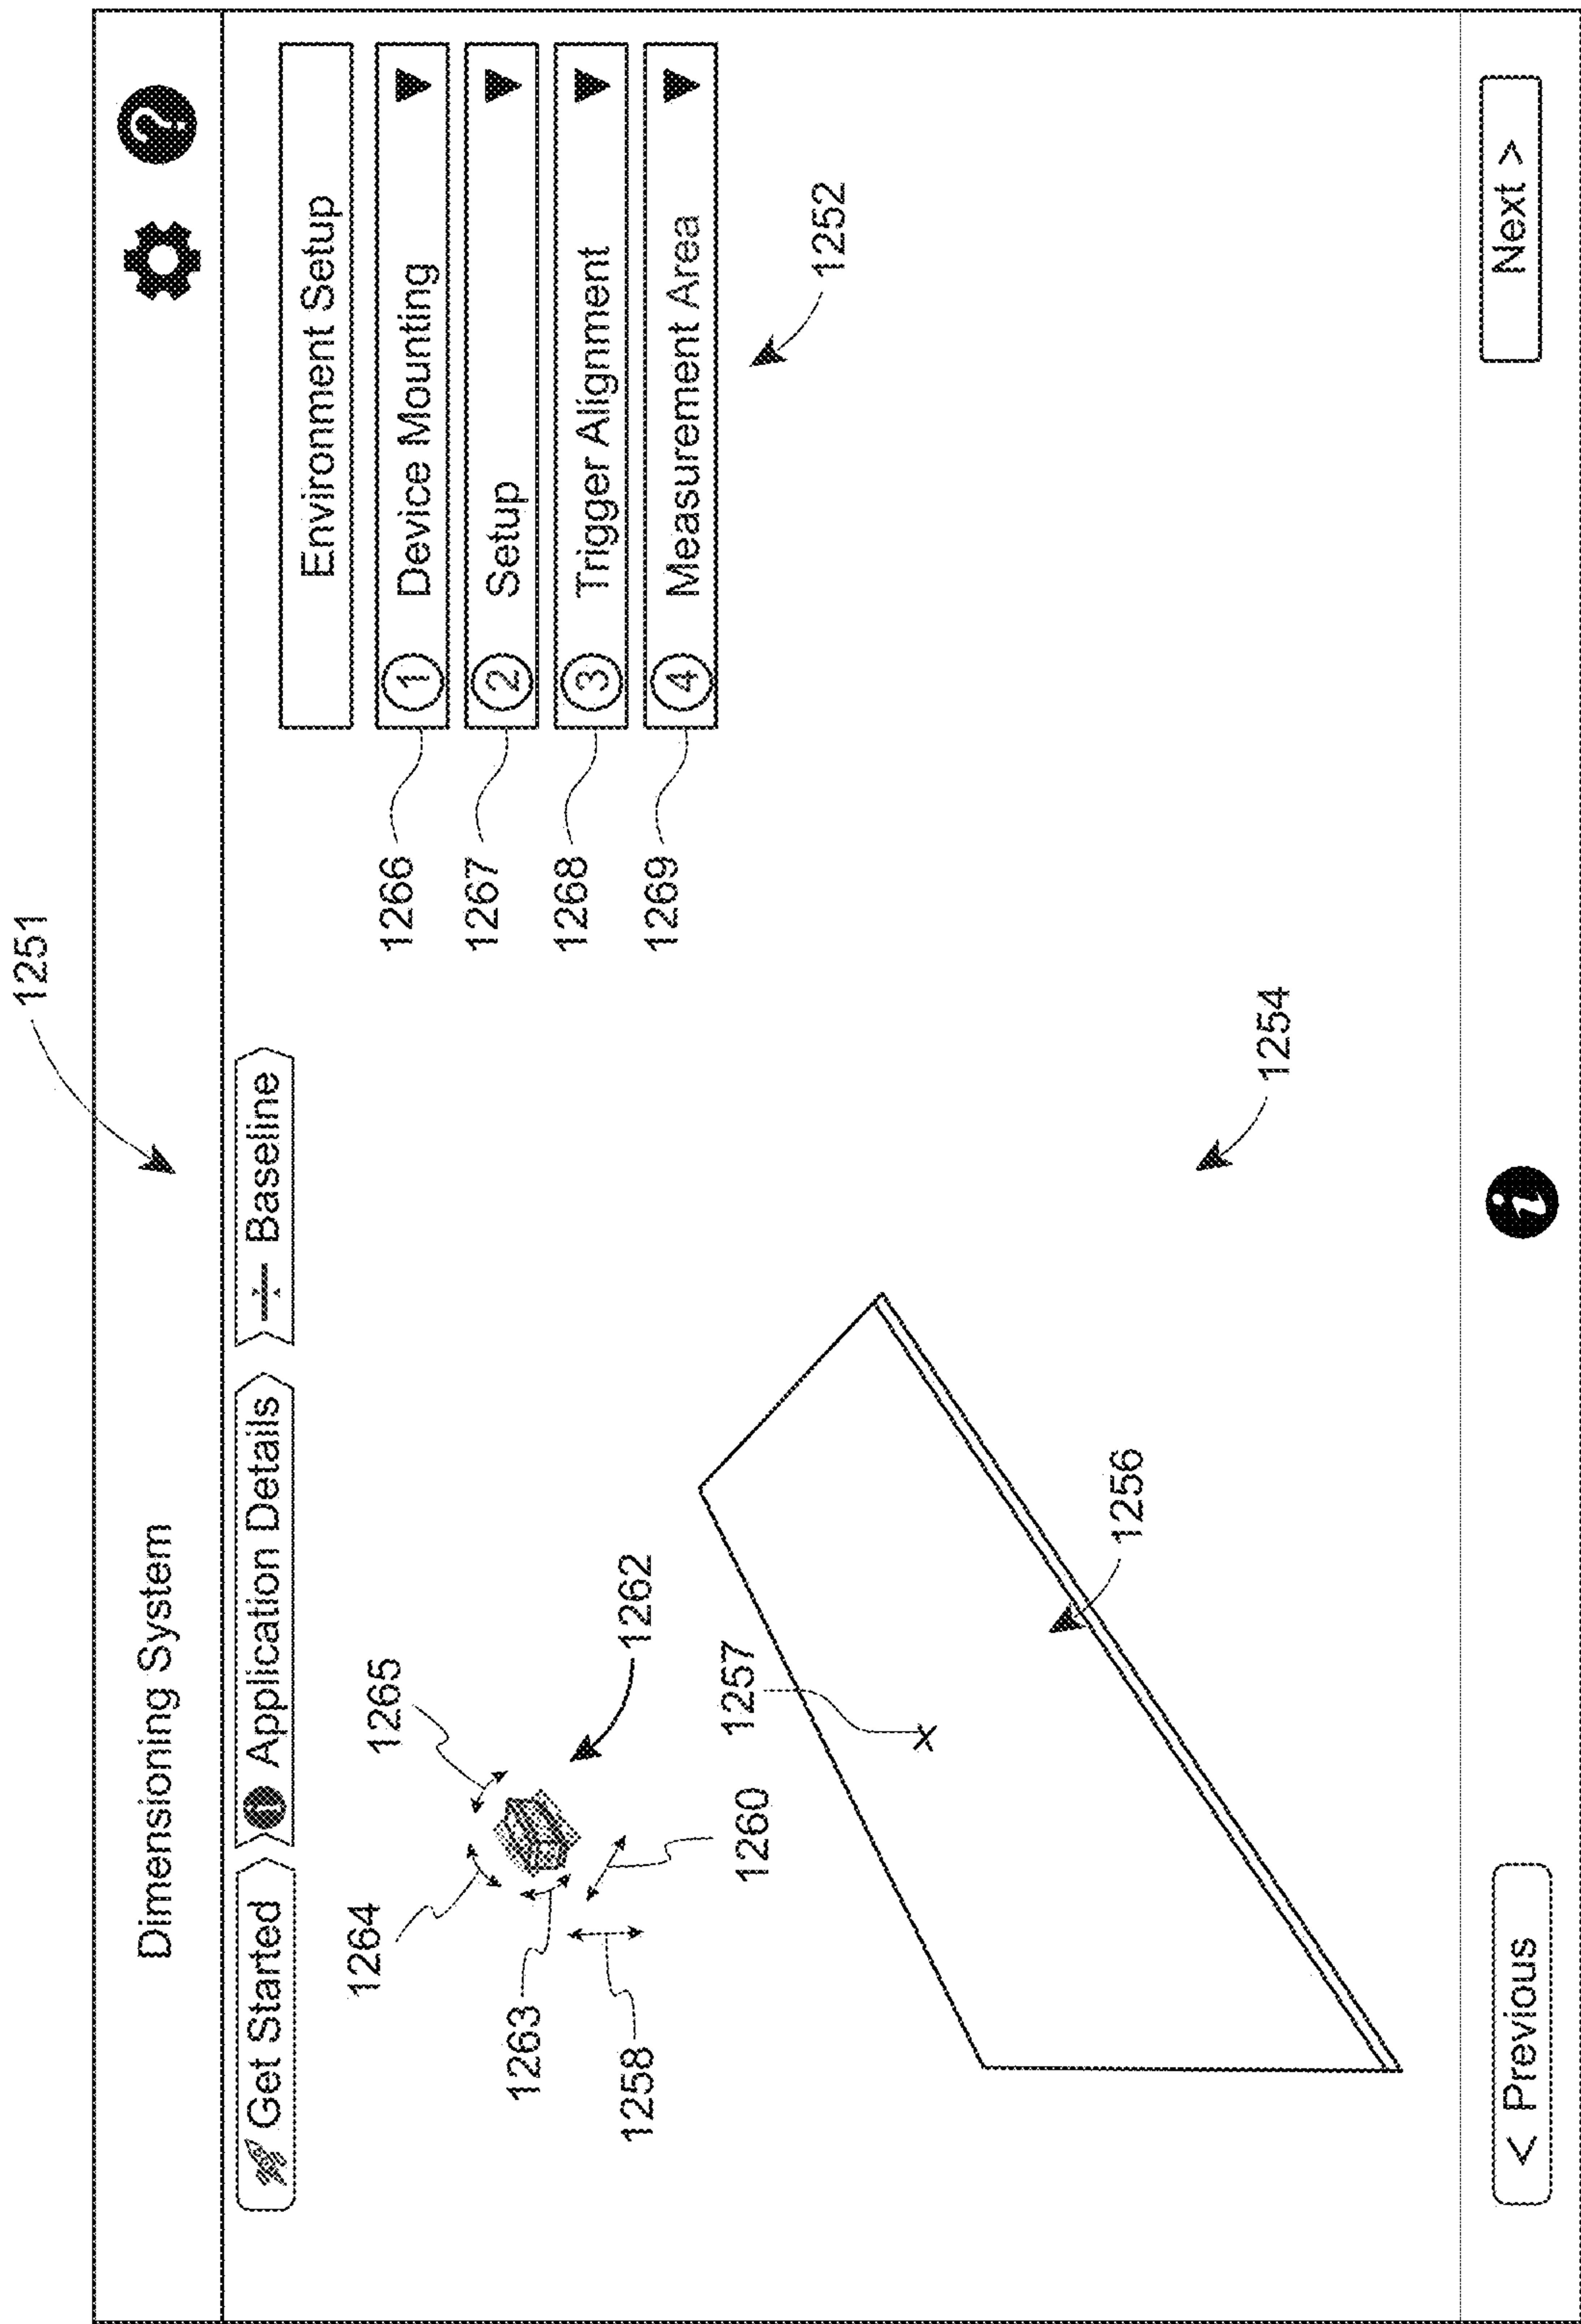 1251
Dimensioning System
?
Get Started
i Application Details
Baseline
Environment Setup
1266
1 Device Mounting
1267
2 Setup
1268
3 Trigger Alignment
1269
4 Measurement Area
1252
1265
1264
1263
1258
1262
1260
1257
x
1256
1254
< Previous
i
Next >